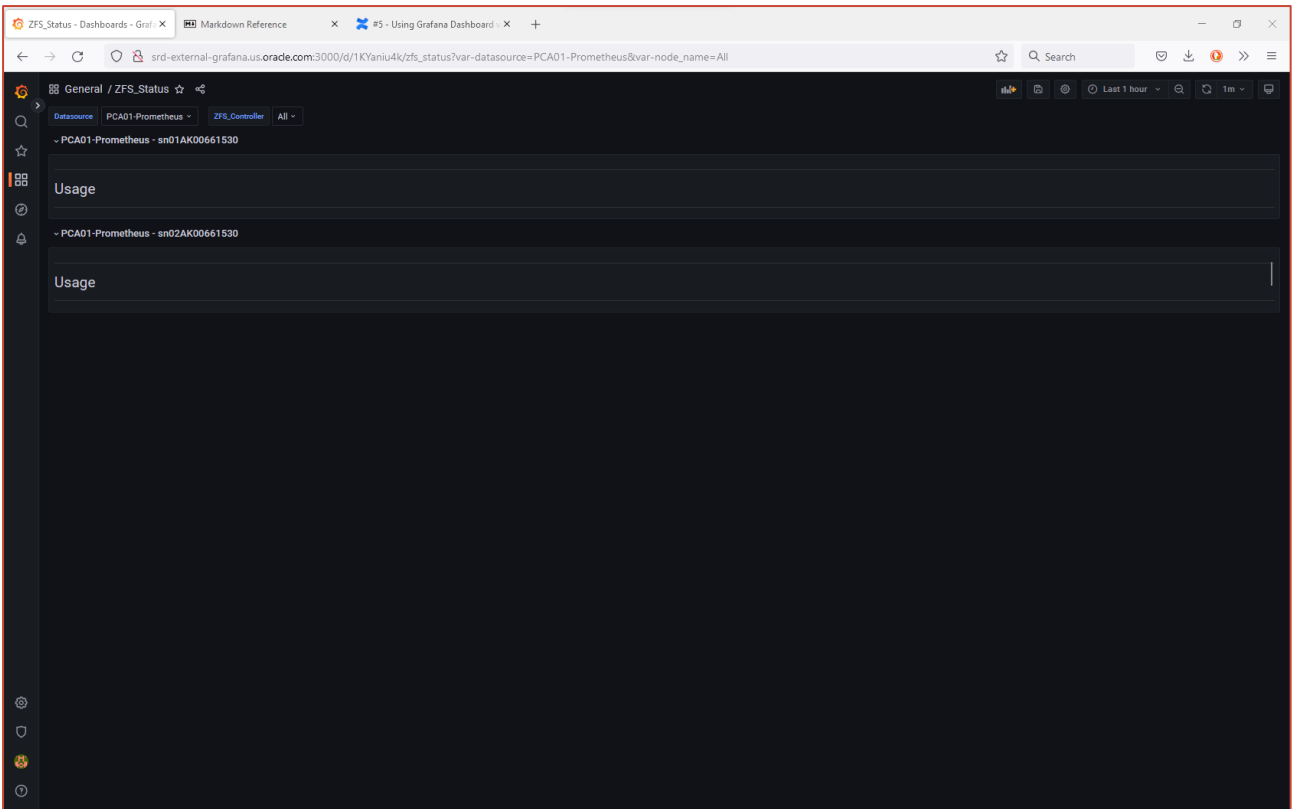 ZFS_Status - Dashboards - Grafa
Markdown Reference
#5 - Using Grafana Dashboard v
srd-external-grafana.us.oracle.com:3000/d/1KYaniu4k/zfs_status?var-datasource=PCA01-Prometheus&var-node_name=All
Search
General / ZFS_Status
Last 1 hour
1m
Datasource PCA01-Prometheus ZFS_Controller All
PCA01-Prometheus - sn01AK00661530
Usage
PCA01-Prometheus - sn02AK00661530
Usage